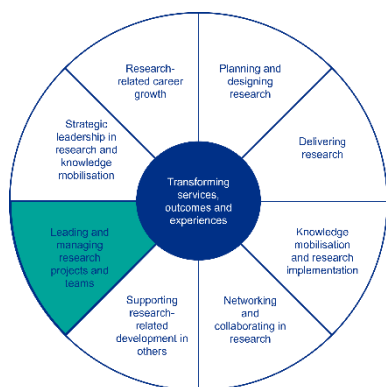 Research-
related career
growth
Planning and
designing
research
Delivering
research
Knowledge
mobilisation
and research
implementation
Networking
and
collaborating in
research
Supporting
research-
related
development in
others
Leading and
managing
research
projects and
teams
Strategic
leadership in
research and
knowledge
mobilisation
Transforming
services,
outcomes and
experiences